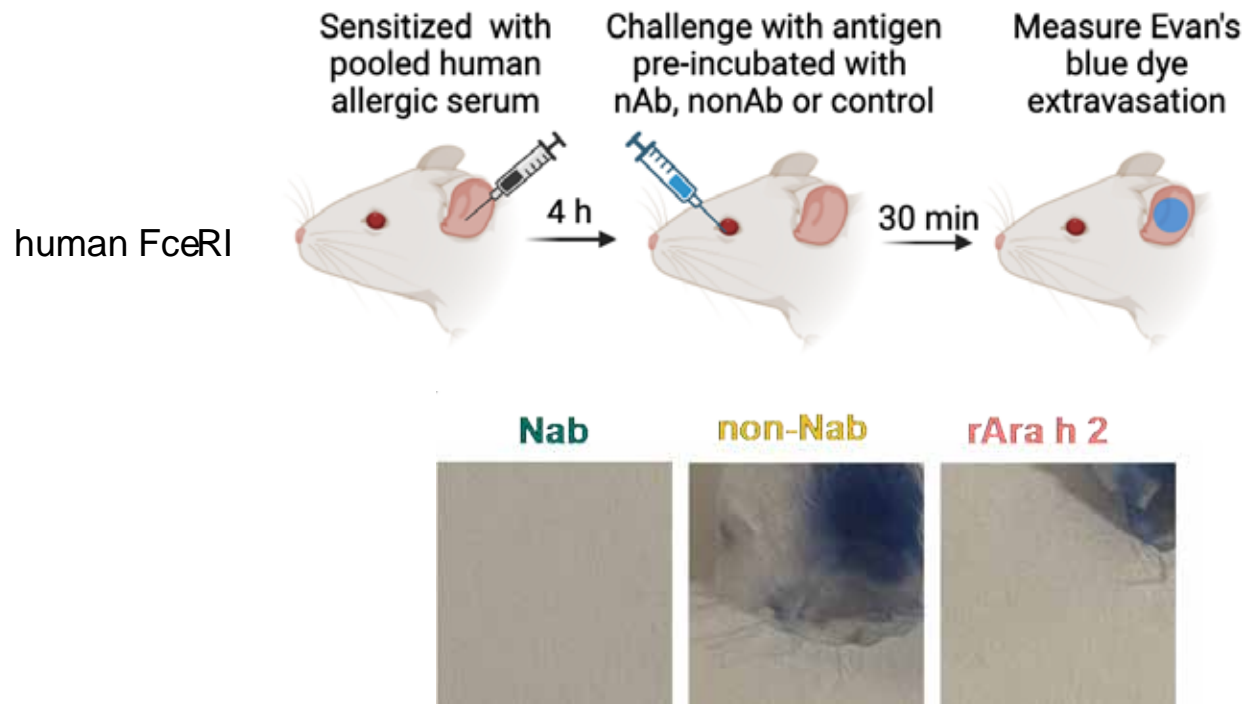 Sensitized with
pooled human
allergic serum
Challenge with antigen
pre-incubated with
nAb, nonAb or control
Measure Evan's
blue dye
extravasation
human FceRI
4 h
30 min
Nab
non-Nab
rAra h 2